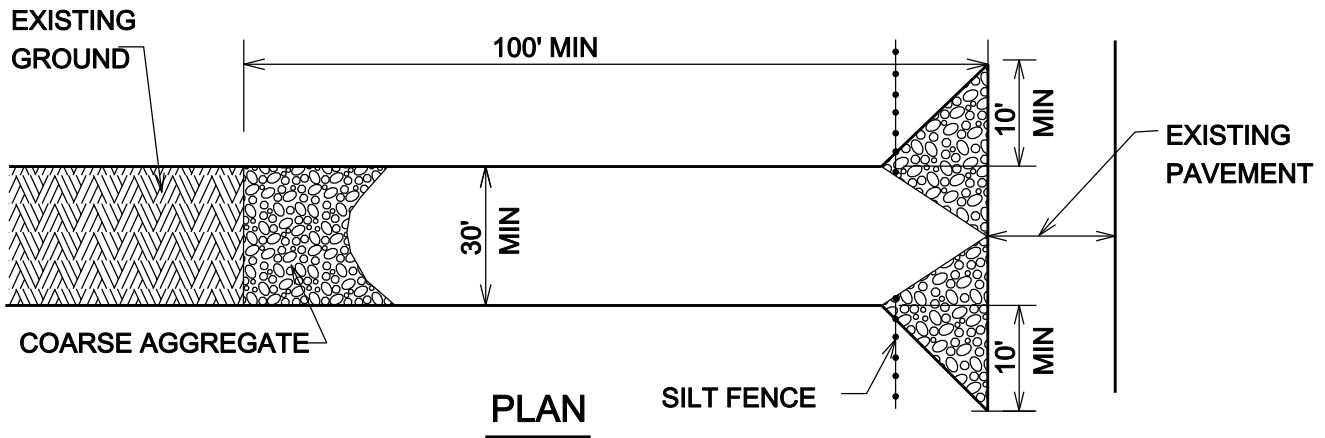 EXISTING
GROUND
100' MIN
10'
MIN
EXISTING
PAVEMENT
30'
MIN
COARSE AGGREGATE
10'
MIN
SILT FENCE
PLAN